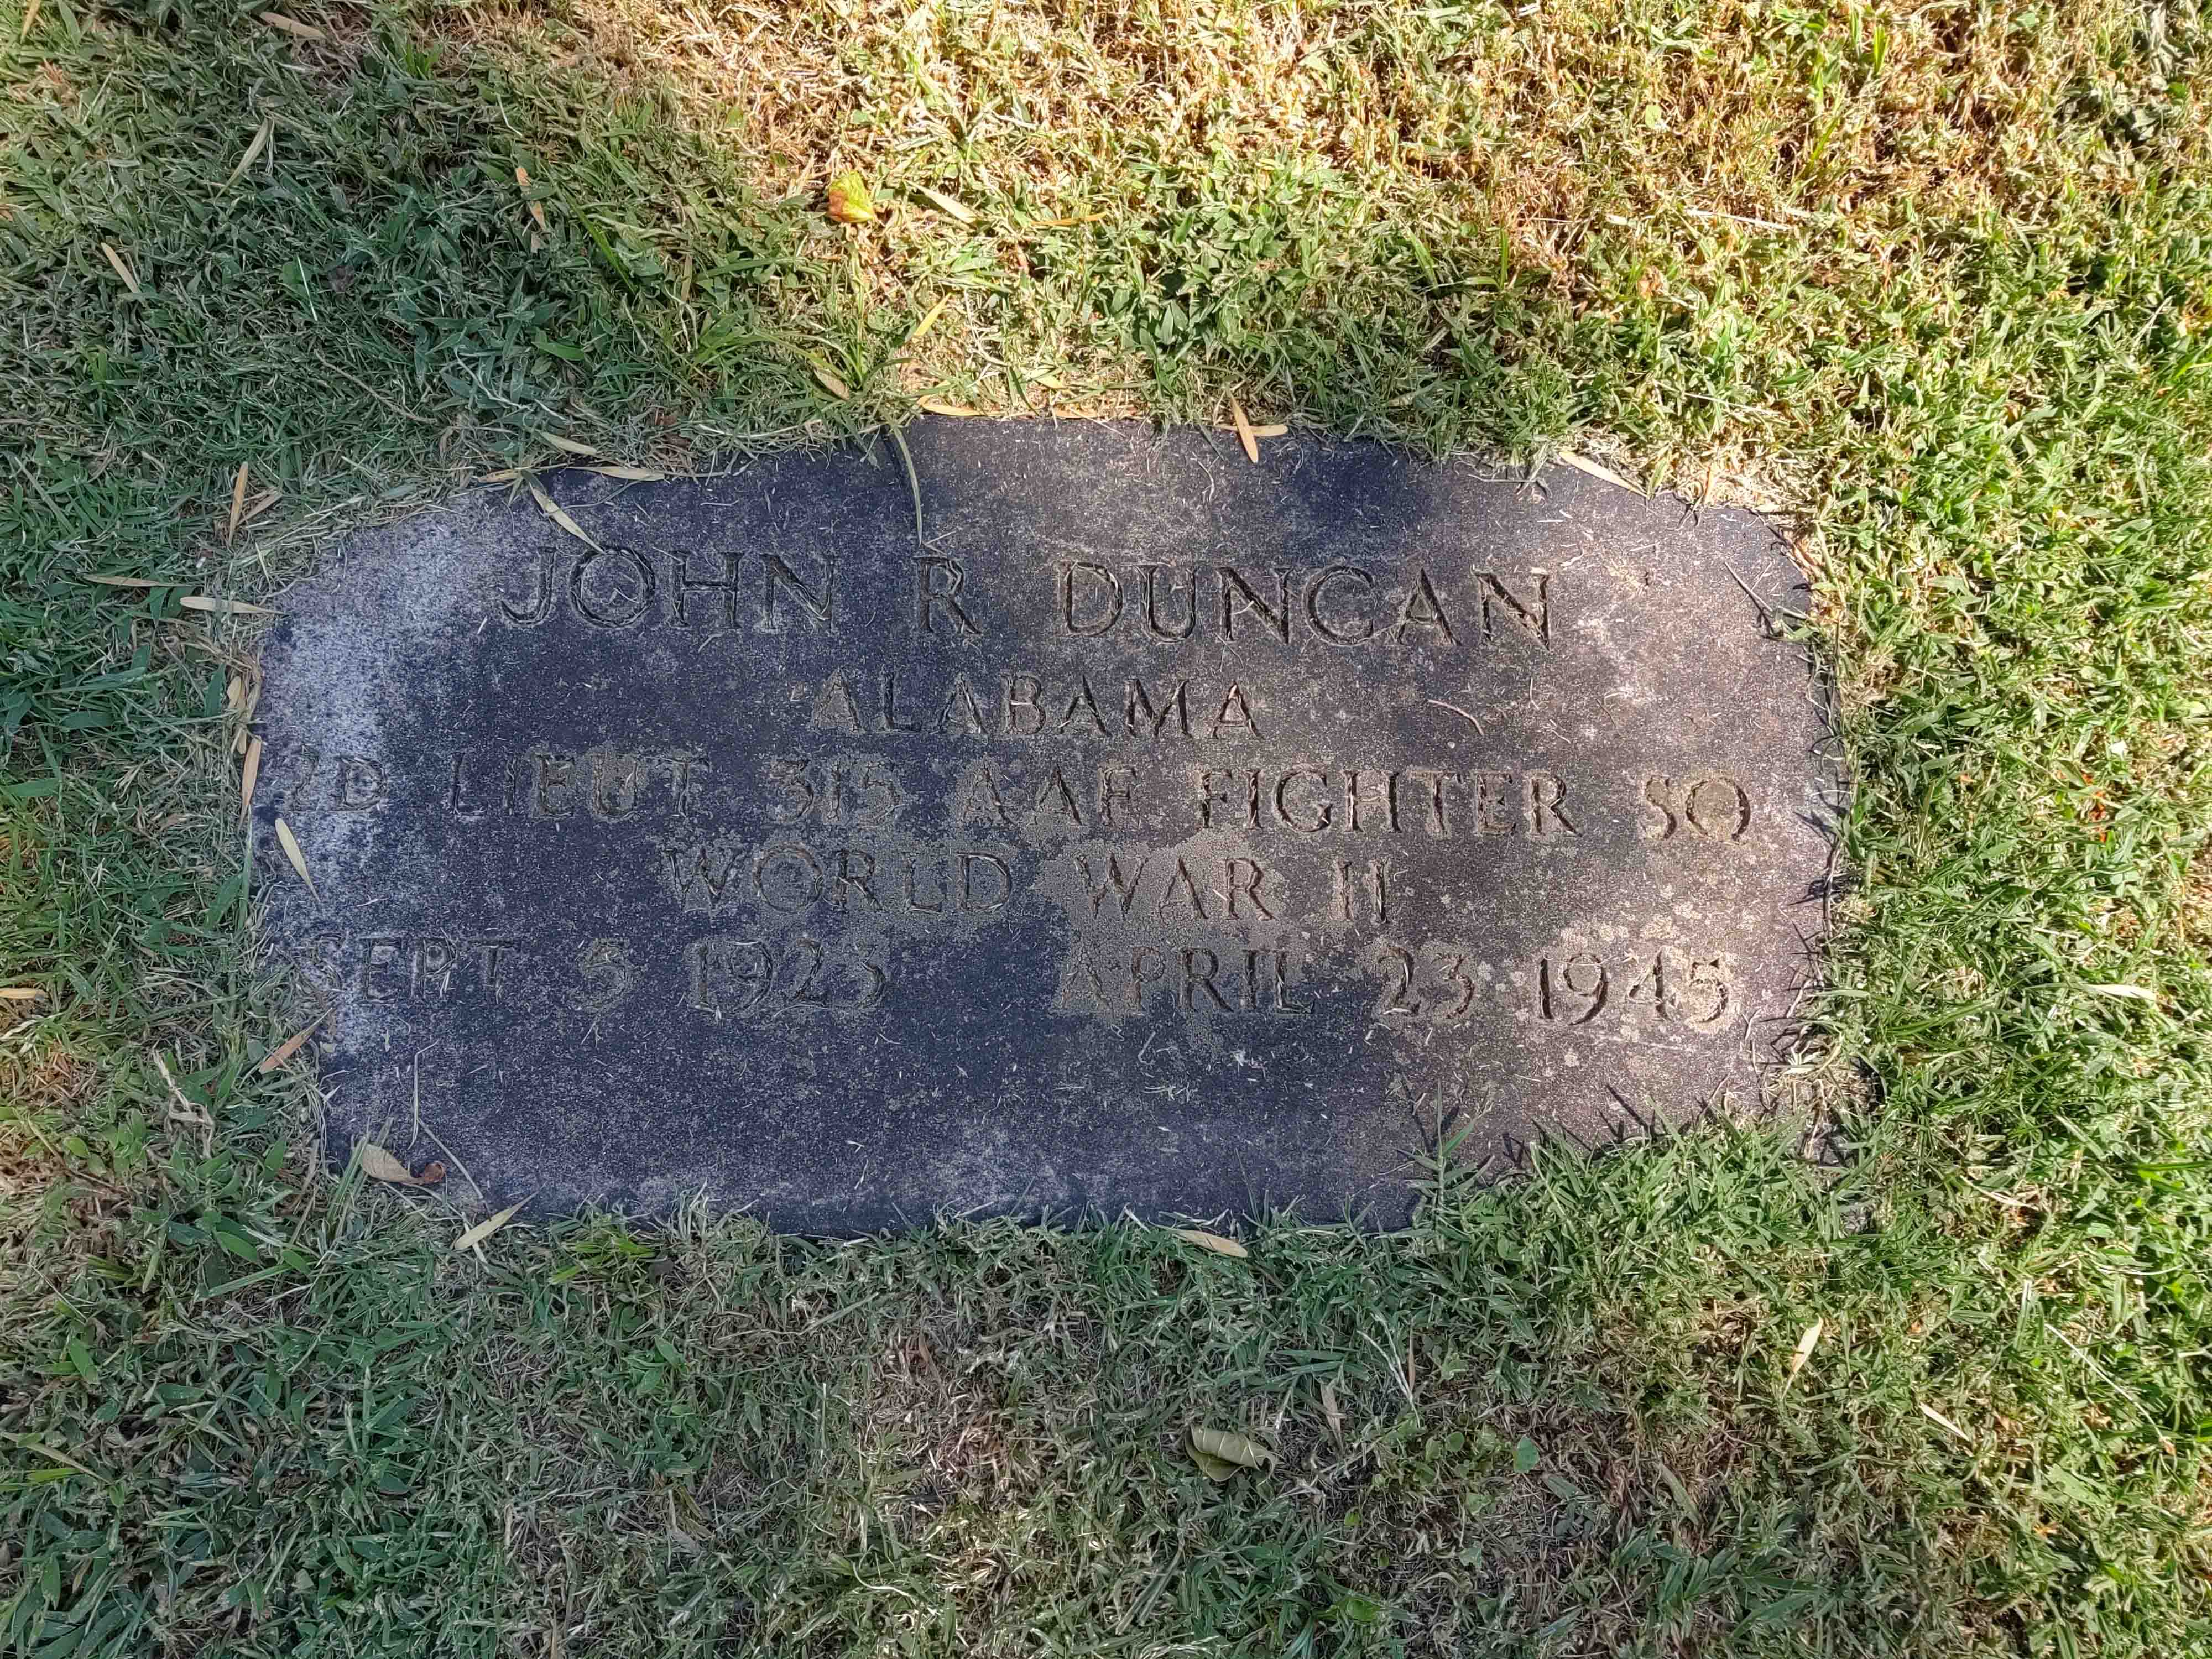 JOHN R DUNCAN
ALABAMA
2D LIEUT 315 AAF FIGHTER SQ
WORLD WAR II
SEPT 5 1923 APRIL 23 1945